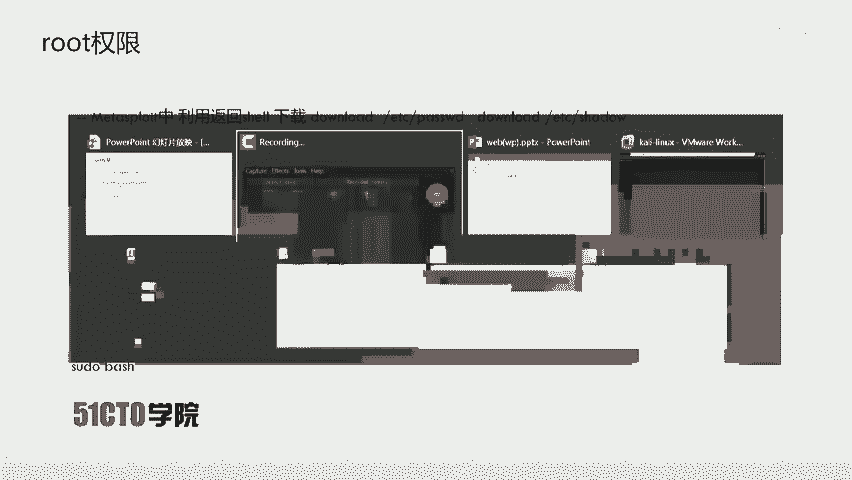 root权限
– Metasploit中 利用返回shell 下载 download /etc/passwd download /etc/shadow
PowerPoint 幻灯片放映 - [...
Recording...
web(wp).pptx - PowerPoint
kali-linux - VMware Work...
Capture Effects Tools Help
sudo bash
51CTO学院